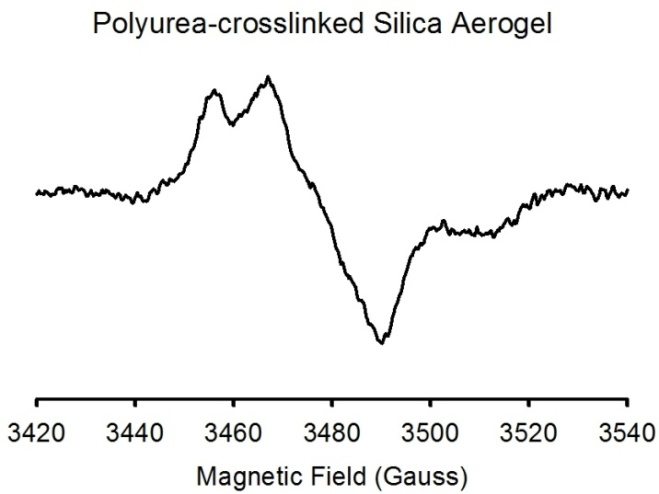 Polyurea-crosslinked Silica Aerogel
3420 3440 3460 3480 3500 3520 3540
Magnetic Field (Gauss)